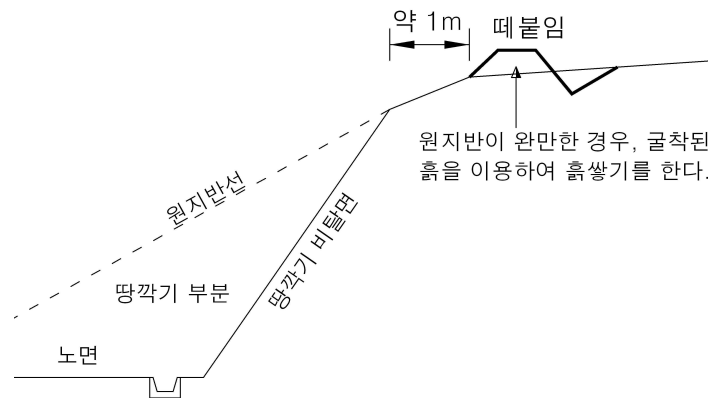 약 1m
떼붙임
원지반이 완만한 경우, 굴착된
흙을 이용하여 흙쌓기를 한다.
원지반선
땅깍기 비탈면
땅깍기 부분
노면